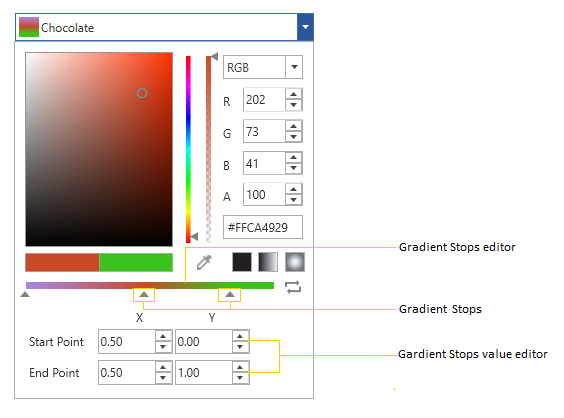 Chocolate
RGB
R 202
G 73
B 41
A 100
#FFCA4929
Gradient Stops editor
Gradient Stops
X Y
Start Point 0.50 0.00
Gardient Stops value editor
End Point 0.50 1.00